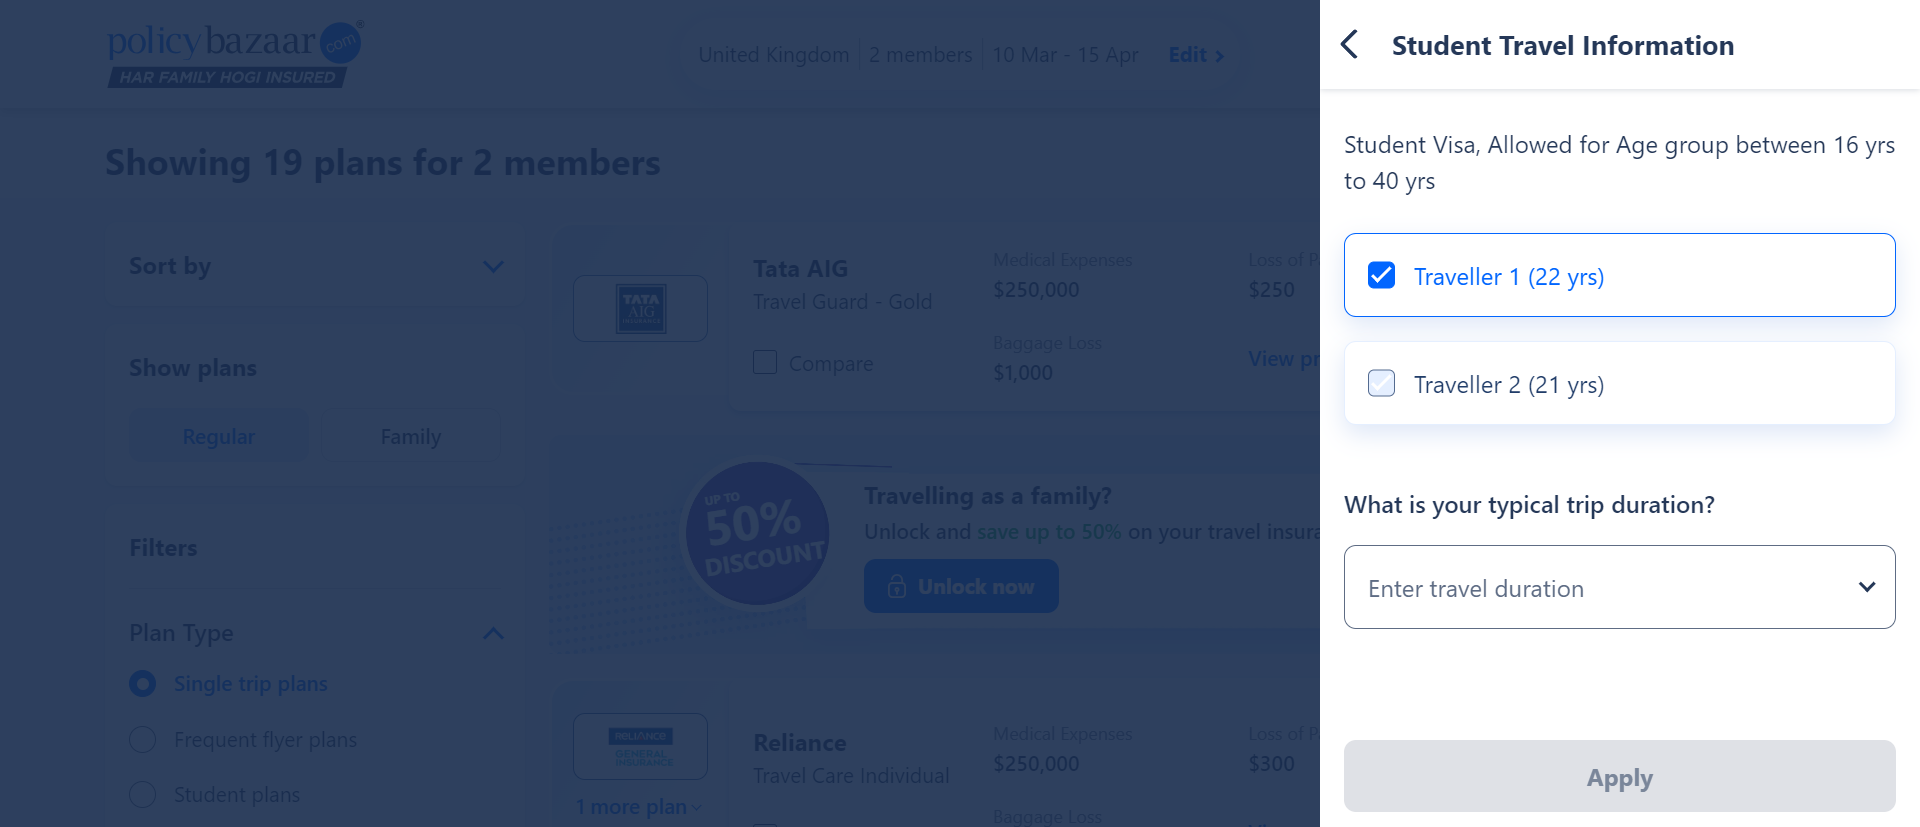 policybazaar com
HAR FAMILY HOGI INSURED
United Kingdom 2 members 10 Mar - 15 Apr Edit
Showing 19 plans for 2 members
Sort by
Show plans
Regular Family
Filters
Plan Type
Single trip plans
Frequent flyer plans
Student plans
TATA
AIG
INSURANCE
Tata AIG
Travel Guard - Gold
Compare
Medical Expenses
$250,000
Baggage Loss
$1,000
Loss of P
$250
View pr
UP TO
50%
DISCOUNT
Travelling as a family?
Unlock and save up to 50% on your travel insura
Unlock now
RELIANCE
GENERAL
INSURANCE
1 more plan
Reliance
Travel Care Individual
Medical Expenses
$250,000
Baggage Loss
Loss of P
$300
Student Travel Information
Student Visa, Allowed for Age group between 16 yrs
to 40 yrs
Traveller 1 (22 yrs)
Traveller 2 (21 yrs)
What is your typical trip duration?
Enter travel duration
Apply